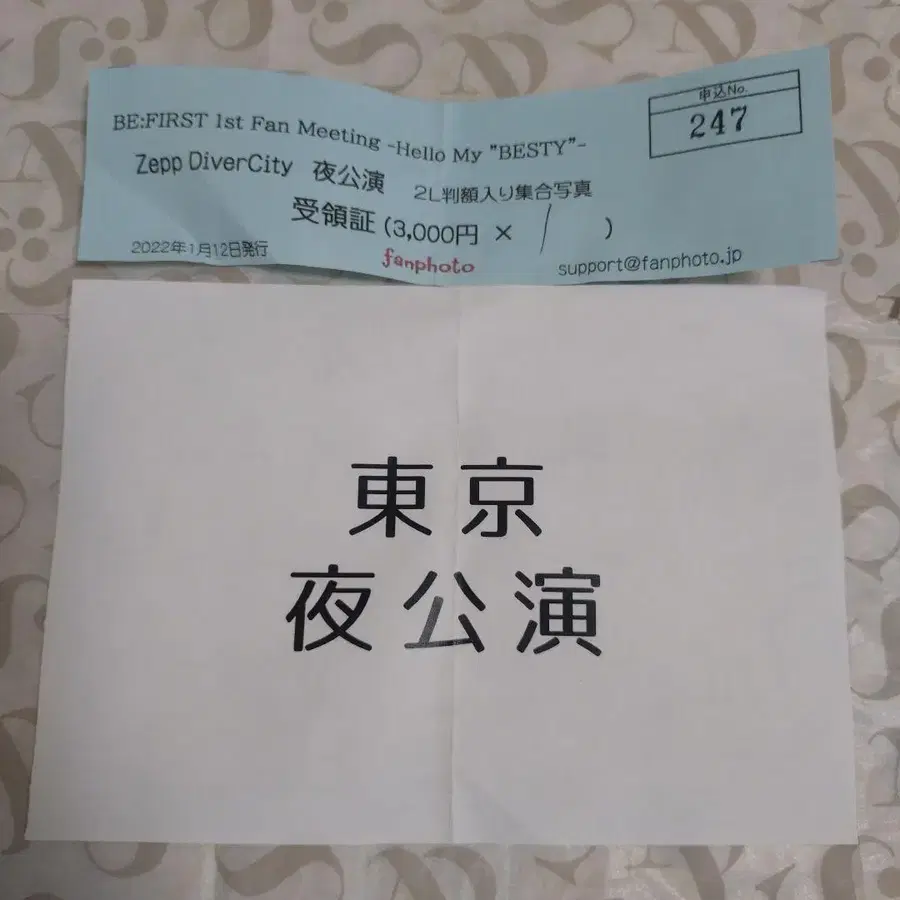 BE:FIRST 1st Fan Meeting -Hello My "BESTY"-
申込No.
247
Zepp DiverCity 夜公演 2L判額入り集合写真
受領証 (3,000円 × / )
2022年1月12日発行
fanphoto
support@fanphoto.jp
東京
夜公演